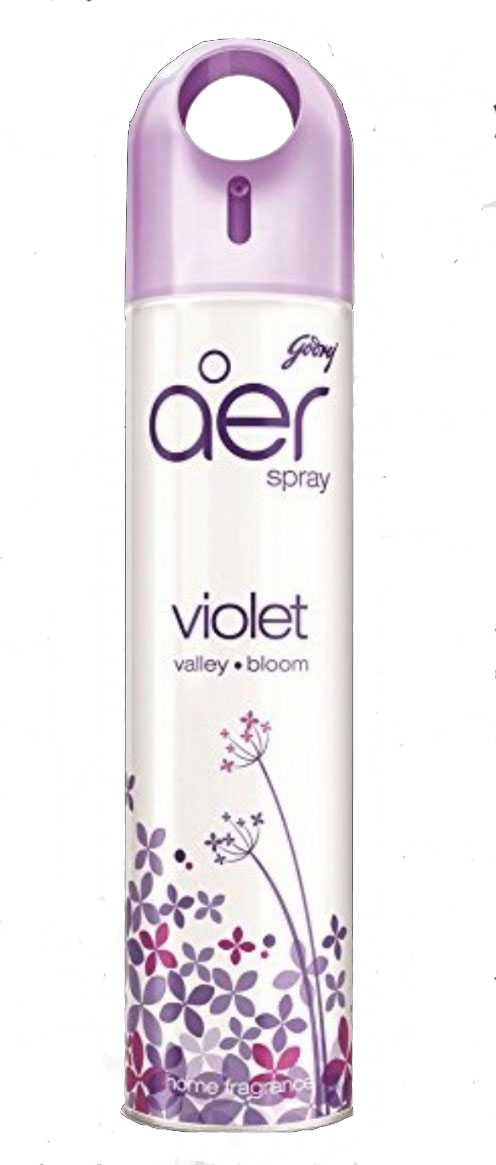 Godrej
aer
spray
violet
valley • bloom
home fragrance